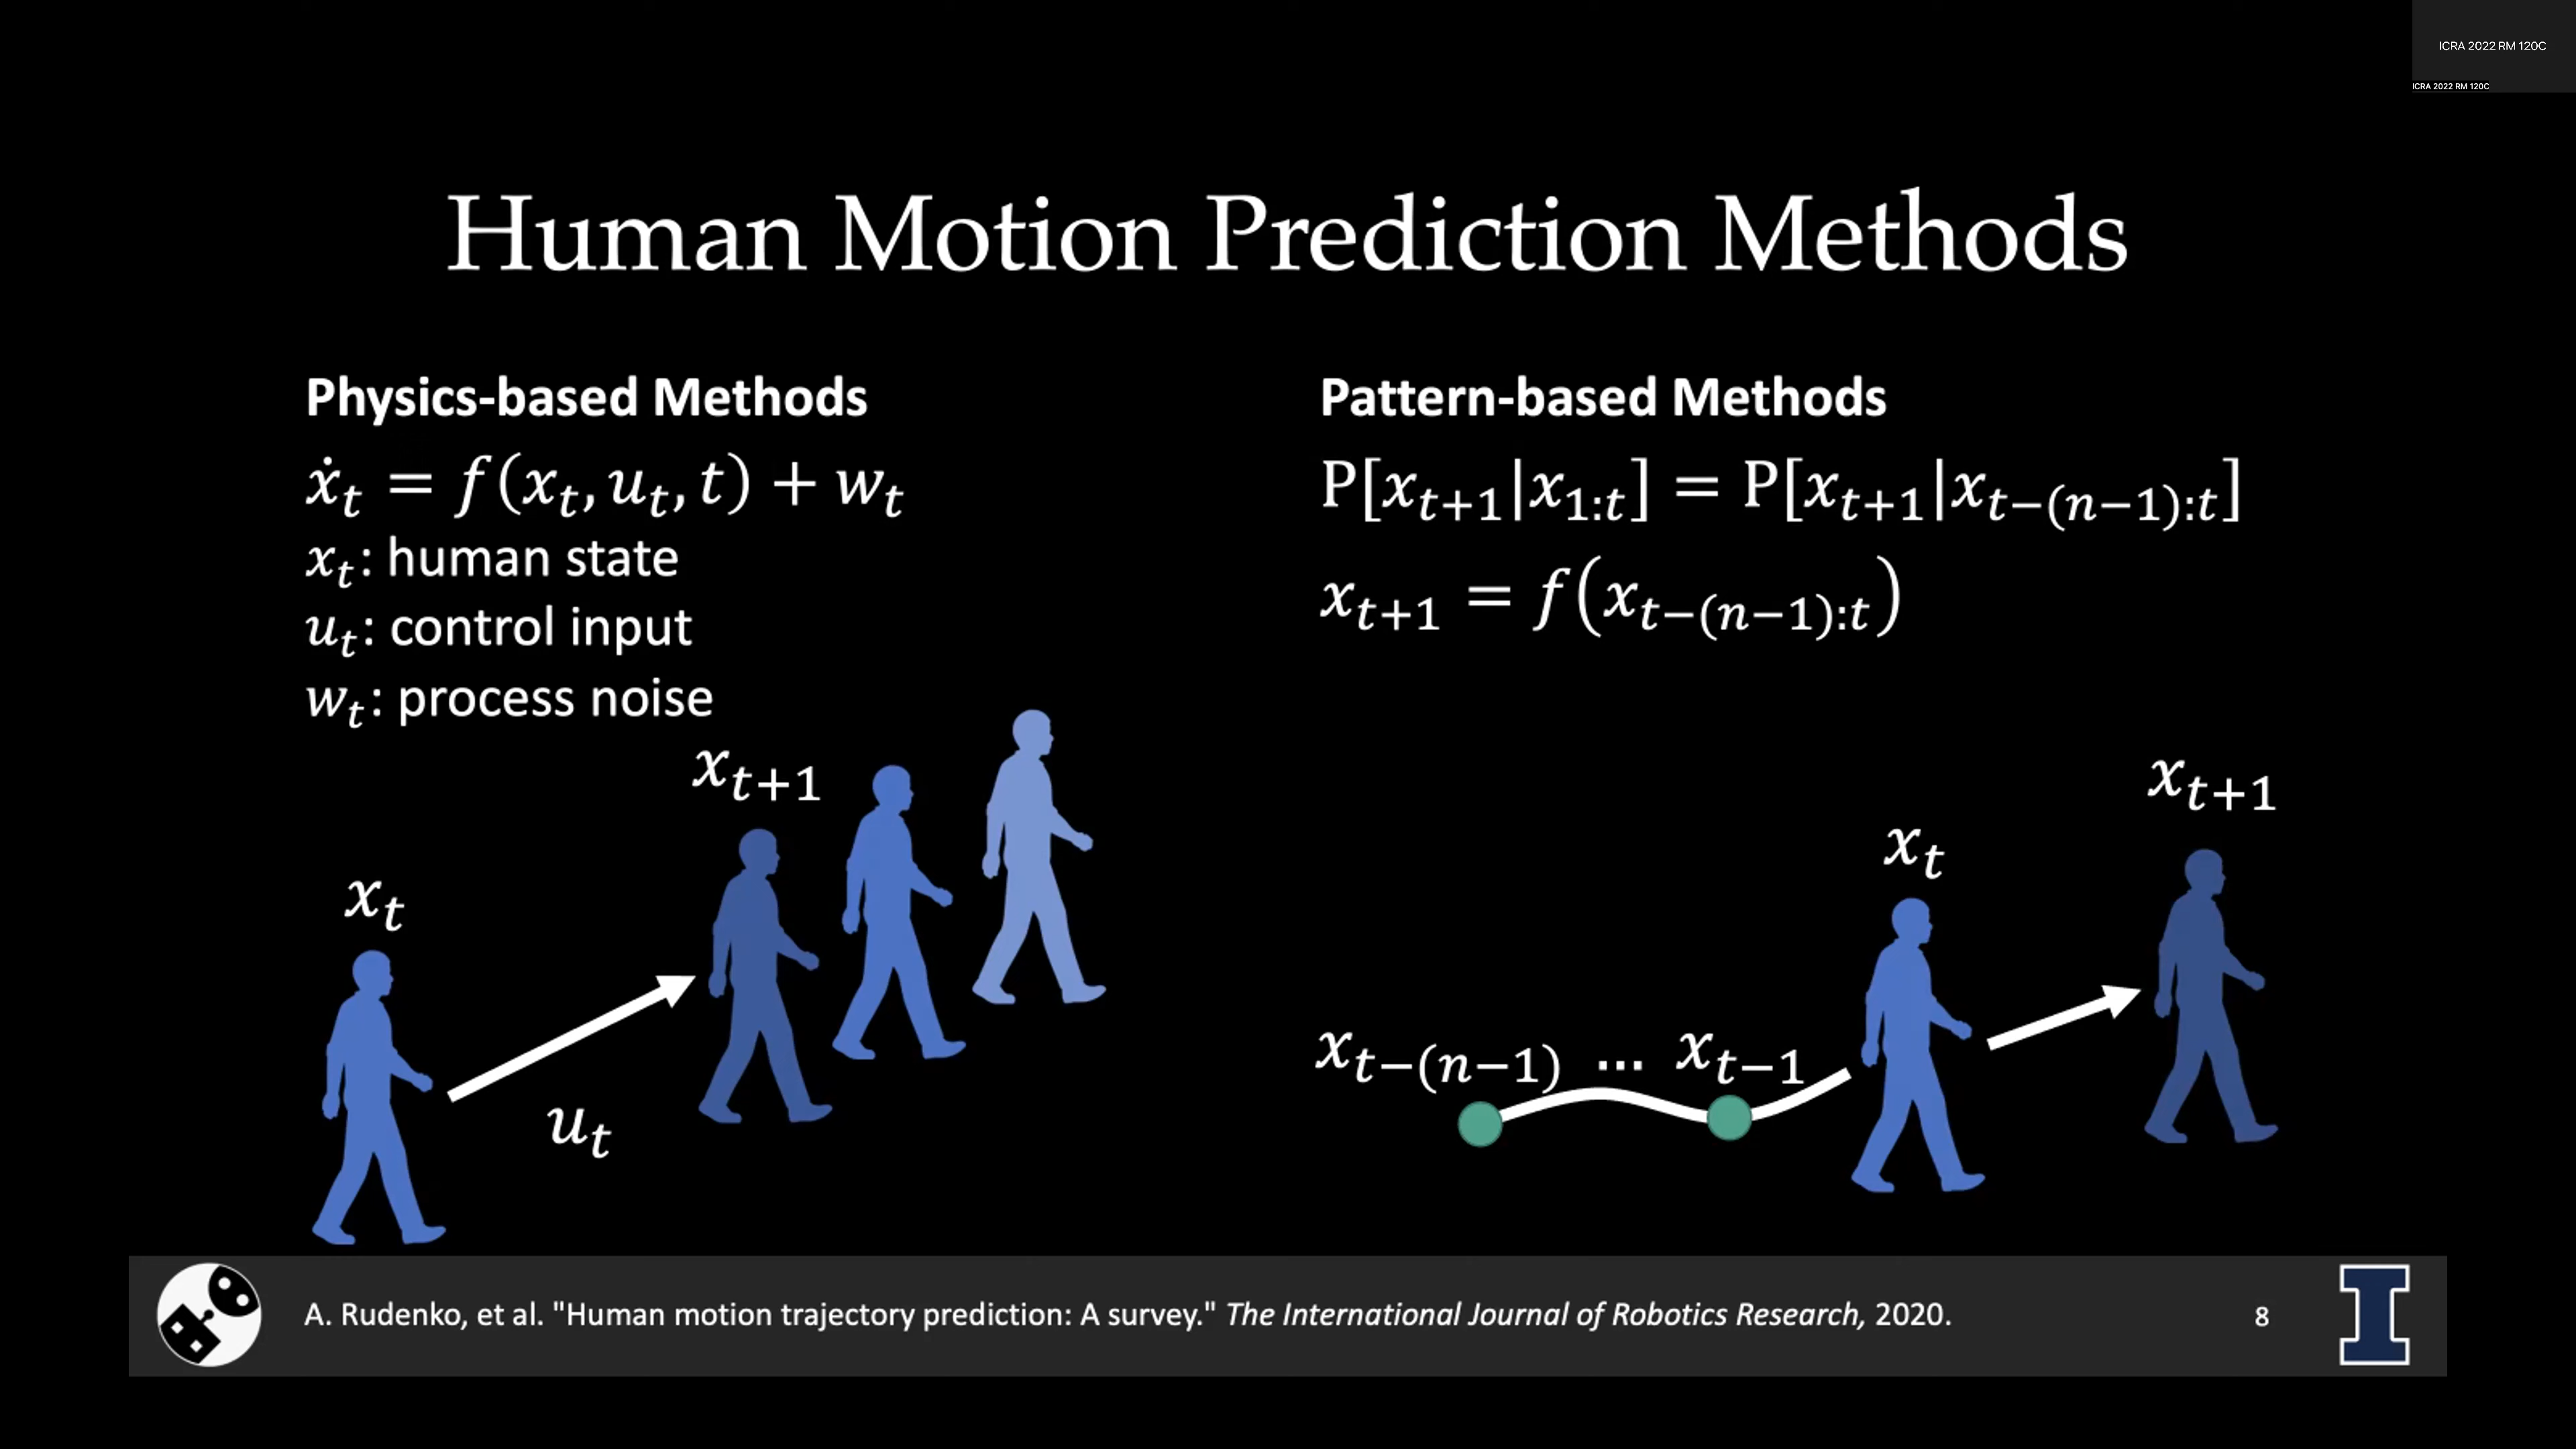 ICRA 2022 RM 120C
ICRA 2022 RM 120C
Human Motion Prediction Methods
Physics-based Methods
ẋ_t = f(x_t, u_t, t) + w_t
x_t: human state
u_t: control input
w_t: process noise
x_t
u_t
x_{t+1}
Pattern-based Methods
P[x_{t+1}|x_{1:t}] = P[x_{t+1}|x_{t−(n−1):t}]
x_{t+1} = f(x_{t−(n−1):t})
x_{t−(n−1)} ... x_{t−1}
x_t
x_{t+1}
A. Rudenko, et al. "Human motion trajectory prediction: A survey." The International Journal of Robotics Research, 2020.
8
I